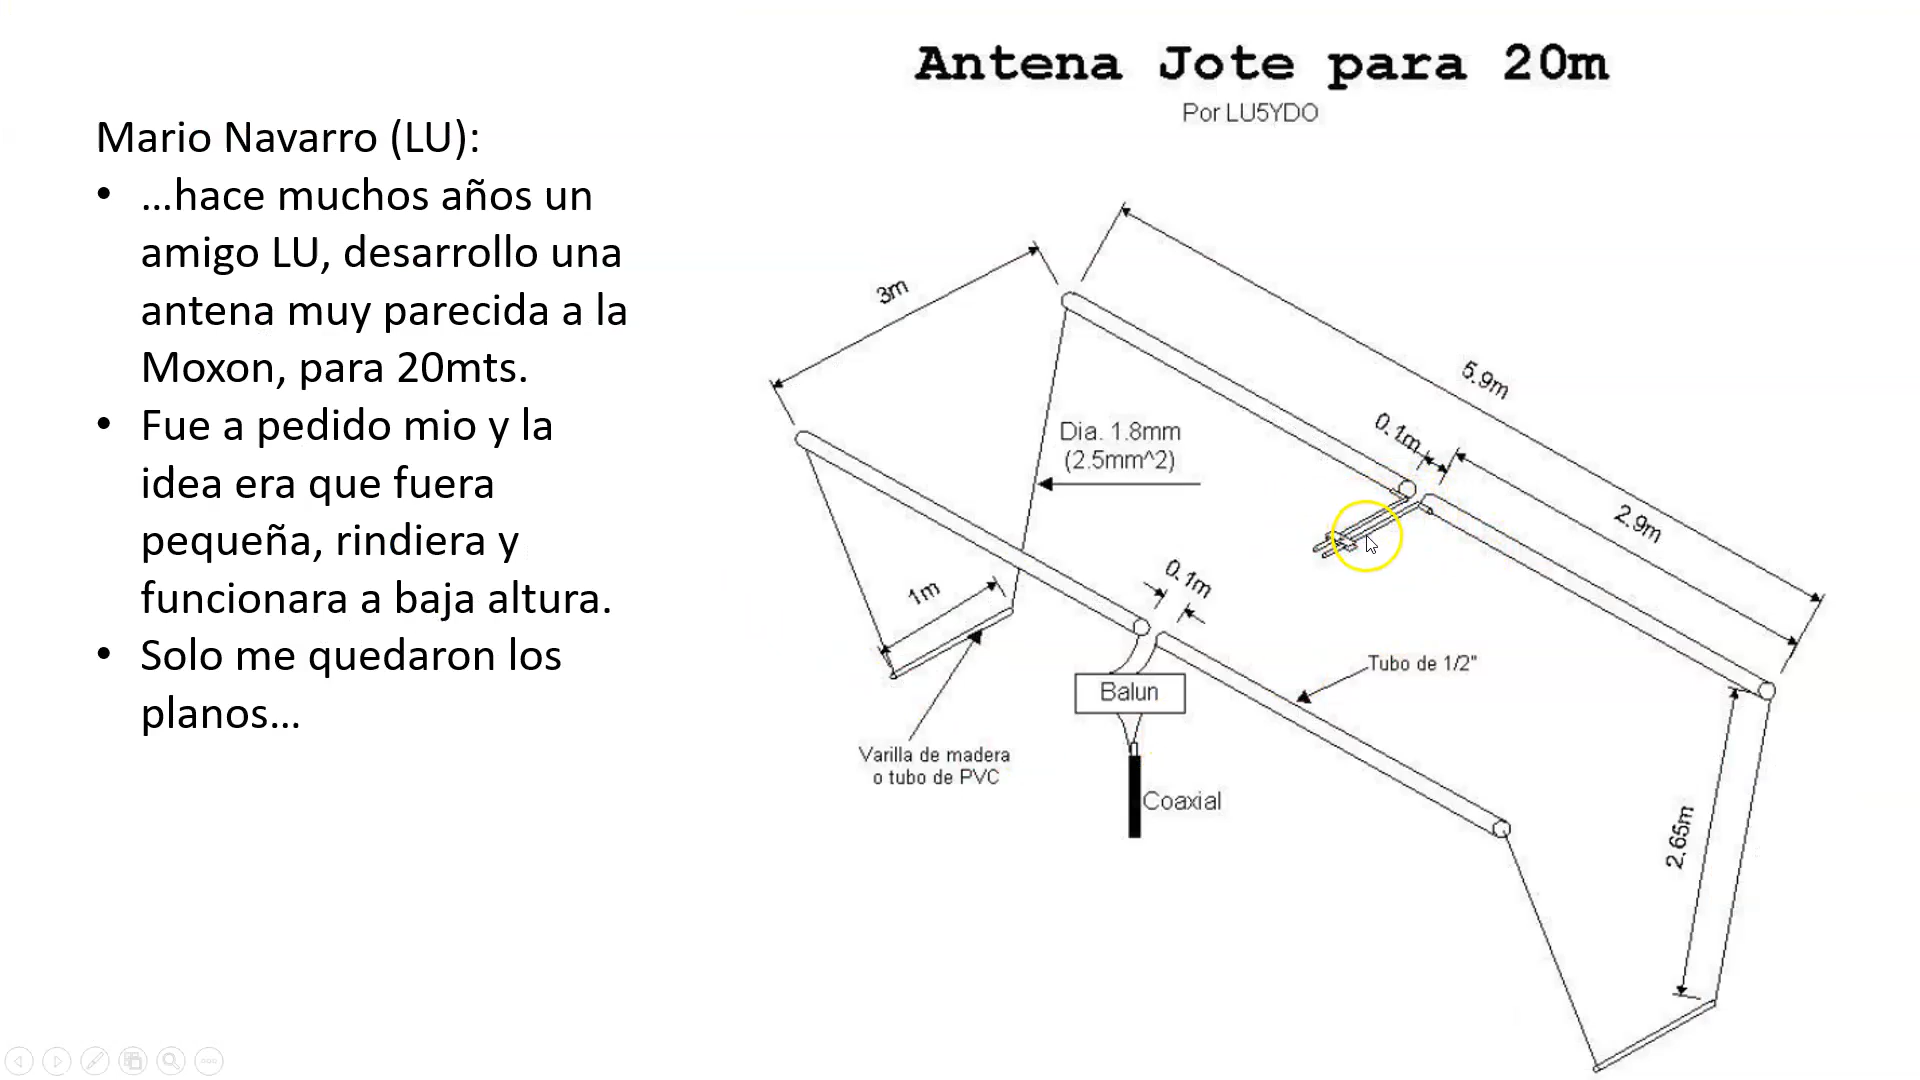 Antena Jote para 20m
Por LU5YDO
Mario Navarro (LU):
• ...hace muchos años un
amigo LU, desarrollo una
antena muy parecida a la
Moxon, para 20mts.
• Fue a pedido mio y la
idea era que fuera
pequeña, rindiera y
funcionara a baja altura.
• Solo me quedaron los
planos...
3m
5.9m
Dia. 1.8mm
(2.5mm^2)
0.1m
2.9m
0.1m
1m
Tubo de 1/2"
Balun
Varilla de madera
o tubo de PVC
Coaxial
2.65m